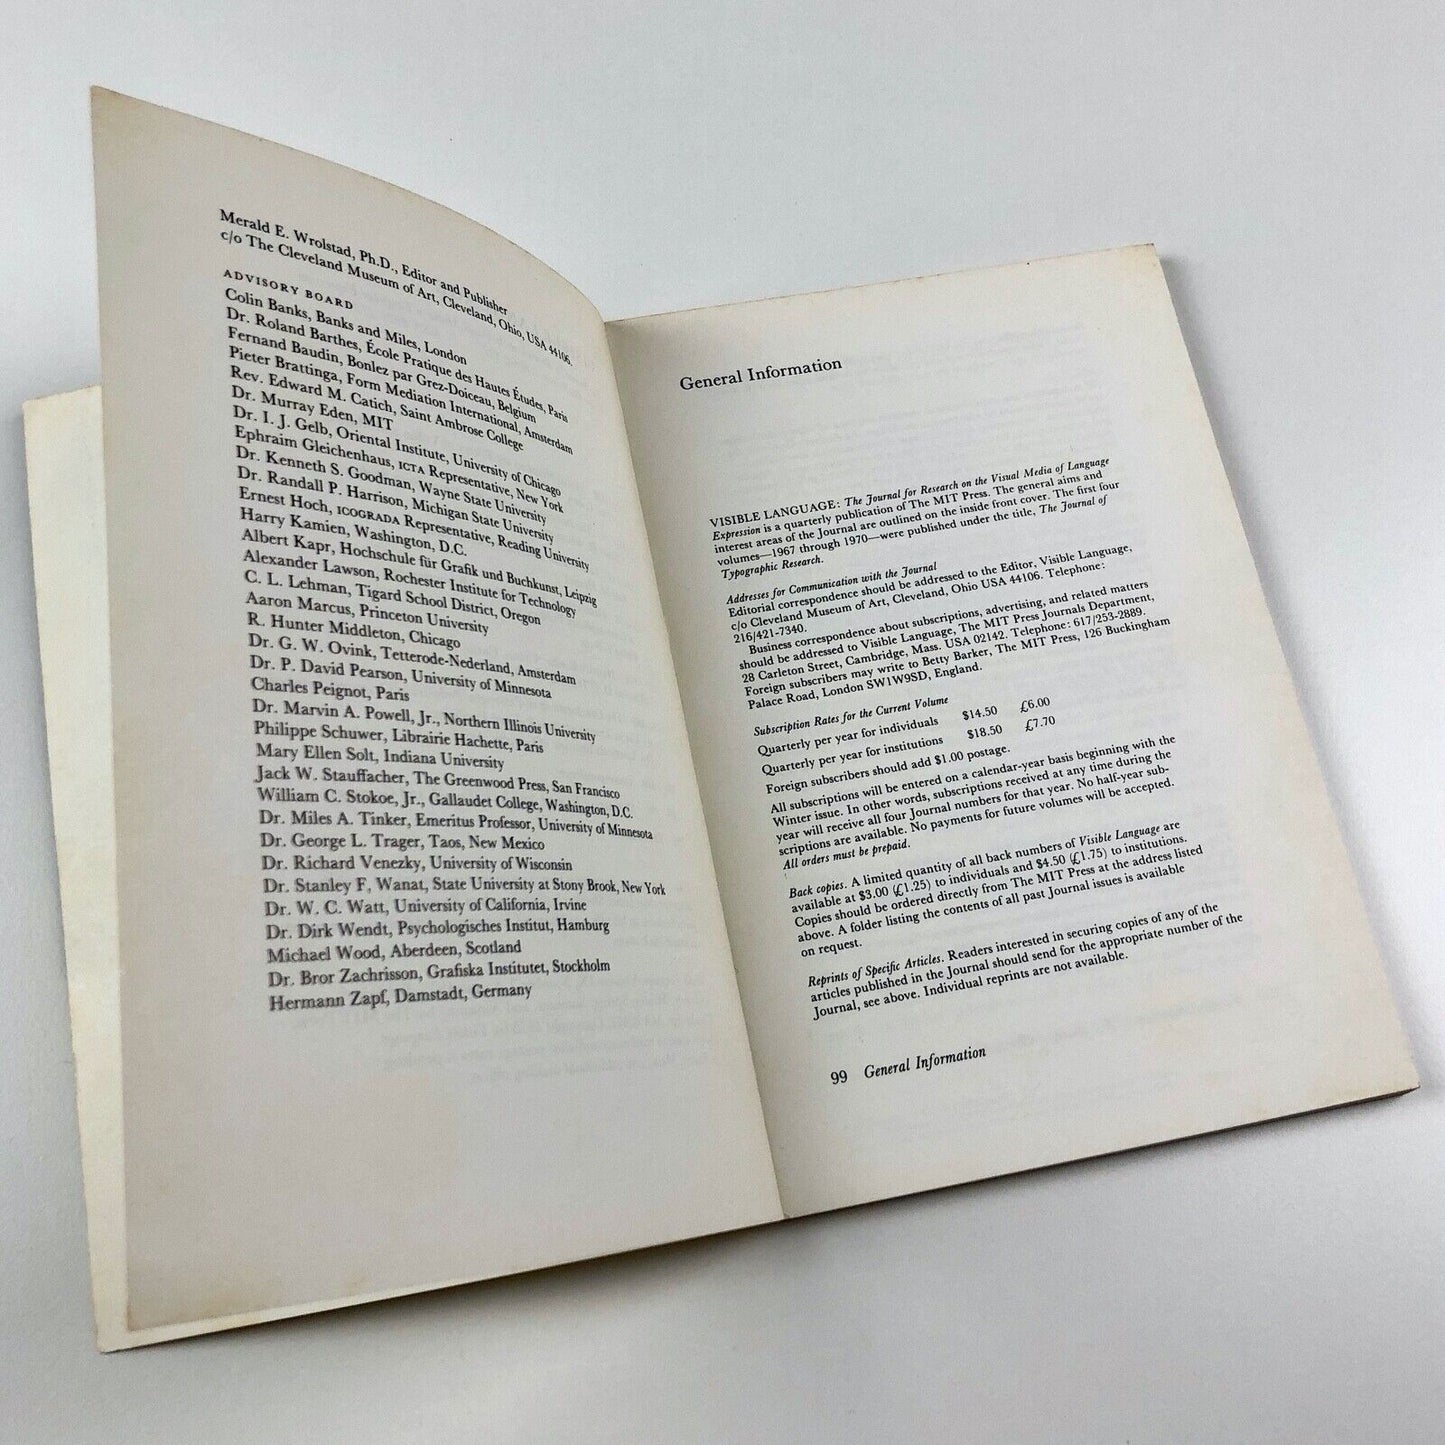 Merald E. Wrolstad, Ph.D., Editor and Publisher
c/o The Cleveland Museum of Art, Cleveland, Ohio, USA 44106.
ADVISORY BOARD
Colin Banks, Banks and Miles, London
Dr. Roland Barthes, École Pratique des Hautes Études, Paris
Fernand Baudin, Bonlez par Grez-Doiceau, Belgium
Pieter Brattinga, Form Mediation International, Amsterdam
Rev. Edward M. Catich, Saint Ambrose College
Dr. Murray Eden, MIT
Dr. I. J. Gelb, Oriental Institute, University of Chicago
Ephraim Gleichenhaus, ICTA Representative, New York
Dr. Kenneth S. Goodman, Wayne State University
Dr. Randall P. Harrison, Michigan State University
Ernest Hoch, ICOGRADA Representative, Reading University
Harry Kamien, Washington, D.C.
Albert Kapr, Hochschule für Grafik und Buchkunst, Leipzig
Alexander Lawson, Rochester Institute for Technology
C. L. Lehman, Tigard School District, Oregon
Aaron Marcus, Princeton University
R. Hunter Middleton, Chicago
Dr. G. W. Ovink, Tetterode-Nederland, Amsterdam
Dr. P. David Pearson, University of Minnesota
Charles Peignot, Paris
Dr. Marvin A. Powell, Jr., Northern Illinois University
Philippe Schuwer, Librairie Hachette, Paris
Mary Ellen Solt, Indiana University
Jack W. Stauffacher, The Greenwood Press, San Francisco
William C. Stokoe, Jr., Gallaudet College, Washington, D.C.
Dr. Miles A. Tinker, Emeritus Professor, University of Minnesota
Dr. George L. Trager, Taos, New Mexico
Dr. Richard Venezky, University of Wisconsin
Dr. Stanley F. Wanat, State University at Stony Brook, New York
Dr. W. C. Watt, University of California, Irvine
Dr. Dirk Wendt, Psychologisches Institut, Hamburg
Michael Wood, Aberdeen, Scotland
Dr. Bror Zachrisson, Grafiska Institutet, Stockholm
Hermann Zapf, Damstadt, Germany
General Information
VISIBLE LANGUAGE: The Journal for Research on the Visual Media of Language
Expression is a quarterly publication of The MIT Press. The general aims and
interest areas of the Journal are outlined on the inside front cover. The first four
volumes—1967 through 1970—were published under the title, The Journal of
Typographic Research.
Addresses for Communication with the Journal
Editorial correspondence should be addressed to the Editor, Visible Language,
c/o Cleveland Museum of Art, Cleveland, Ohio USA 44106. Telephone:
216/421-7340.
Business correspondence about subscriptions, advertising, and related matters
should be addressed to Visible Language, The MIT Press Journals Department,
28 Carleton Street, Cambridge, Mass. USA 02142. Telephone: 617/253-2889.
Foreign subscribers may write to Betty Barker, The MIT Press, 126 Buckingham
Palace Road, London SW1W9SD, England.
Subscription Rates for the Current Volume
Quarterly per year for individuals $14.50 £6.00
Quarterly per year for institutions $18.50 £7.70
Foreign subscribers should add $1.00 postage.
All subscriptions will be entered on a calendar-year basis beginning with the
Winter issue. In other words, subscriptions received at any time during the
year will receive all four Journal numbers for that year. No half-year sub-
scriptions are available. No payments for future volumes will be accepted.
All orders must be prepaid.
Back copies. A limited quantity of all back numbers of Visible Language are
available at $3.00 (£1.25) to individuals and $4.50 (£1.75) to institutions.
Copies should be ordered directly from The MIT Press at the address listed
above. A folder listing the contents of all past Journal issues is available
on request.
Reprints of Specific Articles. Readers interested in securing copies of any of the
articles published in the Journal should send for the appropriate number of the
Journal, see above. Individual reprints are not available.
99 General Information